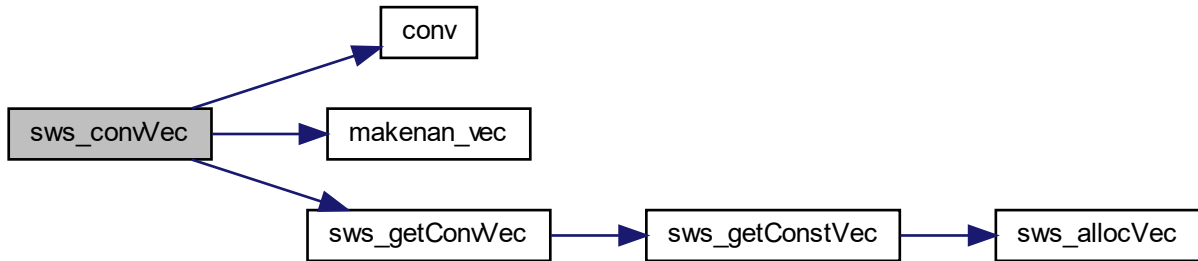 conv
sws_convVec
makenan_vec
sws_getConvVec
sws_getConstVec
sws_allocVec